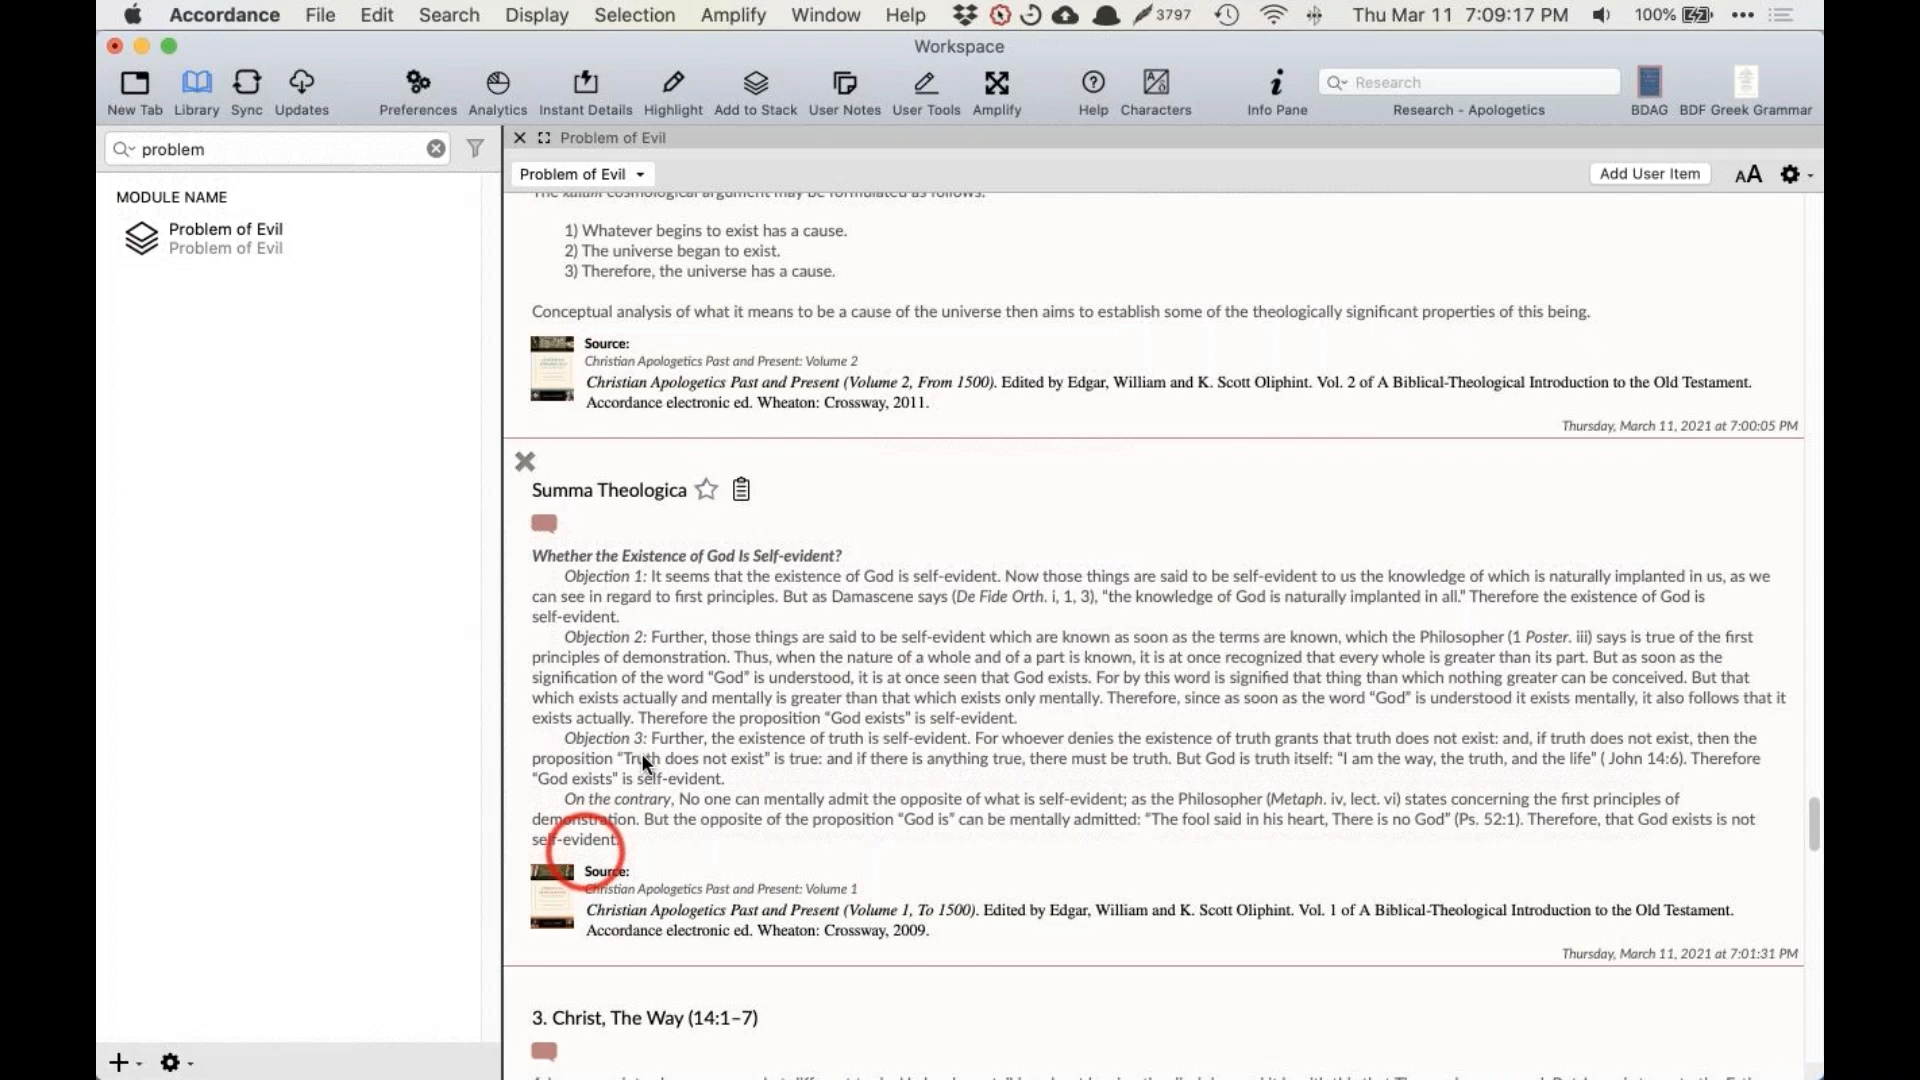 Accordance File Edit Search Display Selection Amplify Window Help 3797 Thu Mar 11 7:09:17 PM 100%
Workspace
New Tab Library Sync Updates Preferences Analytics Instant Details Highlight Add to Stack User Notes User Tools Amplify Help Characters Info Pane Research Research - Apologetics BDAG BDF Greek Grammar
problem
MODULE NAME
Problem of Evil
Problem of Evil
Problem of Evil
Problem of Evil Add User Item AA
The kalam cosmological argument may be formulated as follows:
1) Whatever begins to exist has a cause.
2) The universe began to exist.
3) Therefore, the universe has a cause.
Conceptual analysis of what it means to be a cause of the universe then aims to establish some of the theologically significant properties of this being.
Source:
Christian Apologetics Past and Present: Volume 2
Christian Apologetics Past and Present (Volume 2, From 1500). Edited by Edgar, William and K. Scott Oliphint. Vol. 2 of A Biblical-Theological Introduction to the Old Testament.
Accordance electronic ed. Wheaton: Crossway, 2011.
Thursday, March 11, 2021 at 7:00:05 PM
Summa Theologica
Whether the Existence of God Is Self-evident?
Objection 1: It seems that the existence of God is self-evident. Now those things are said to be self-evident to us the knowledge of which is naturally implanted in us, as we
can see in regard to first principles. But as Damascene says (De Fide Orth. i, 1, 3), “the knowledge of God is naturally implanted in all.” Therefore the existence of God is
self-evident.
Objection 2: Further, those things are said to be self-evident which are known as soon as the terms are known, which the Philosopher (1 Poster. iii) says is true of the first
principles of demonstration. Thus, when the nature of a whole and of a part is known, it is at once recognized that every whole is greater than its part. But as soon as the
signification of the word “God” is understood, it is at once seen that God exists. For by this word is signified that thing than which nothing greater can be conceived. But that
which exists actually and mentally is greater than that which exists only mentally. Therefore, since as soon as the word “God” is understood it exists mentally, it also follows that it
exists actually. Therefore the proposition “God exists” is self-evident.
Objection 3: Further, the existence of truth is self-evident. For whoever denies the existence of truth grants that truth does not exist: and, if truth does not exist, then the
proposition “Truth does not exist” is true: and if there is anything true, there must be truth. But God is truth itself: “I am the way, the truth, and the life” ( John 14:6). Therefore
“God exists” is self-evident.
On the contrary, No one can mentally admit the opposite of what is self-evident; as the Philosopher (Metaph. iv, lect. vi) states concerning the first principles of
demonstration. But the opposite of the proposition “God is” can be mentally admitted: “The fool said in his heart, There is no God” (Ps. 52:1). Therefore, that God exists is not
self-evident.
Source:
Christian Apologetics Past and Present: Volume 1
Christian Apologetics Past and Present (Volume 1, To 1500). Edited by Edgar, William and K. Scott Oliphint. Vol. 1 of A Biblical-Theological Introduction to the Old Testament.
Accordance electronic ed. Wheaton: Crossway, 2009.
Thursday, March 11, 2021 at 7:01:31 PM
3. Christ, The Way (14:1–7)